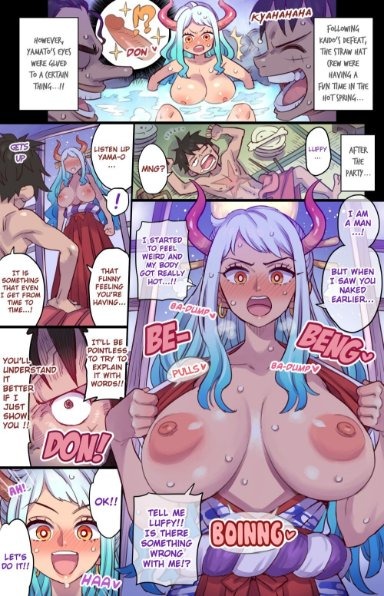 FOLLOWING
KAIDO'S DEFEAT,
THE STRAW HAT
CREW WERE
HAVING A
FUN TIME IN THE
HOT SPRING...
KYAHAHAHA
!?
DON
HOWEVER,
YAMATO'S EYES
WERE GLUED
TO A CERTAIN
THING...!!
AFTER
THE
PARTY...
LUFFY
...
MNG?
LISTEN UP
YAMA-O
...
GETS
UP
!
THAT
FUNNY
FEELING
YOU'RE
HAVING...
IT IS
SOMETHING
THAT EVEN
I GET FROM
TIME TO
TIME...!
I AM
A MAN
...!
BUT WHEN
I SAW YOU
NAKED
EARLIER...
I STARTED
TO FEEL
WEIRD AND
MY BODY
GOT REALLY
HOT...!!
BA-DUMP
BE-
BENG
PULLS
BA-DUMP
BOINNG
TELL ME
LUFFY!!
IS THERE
SOMETHING
WRONG
WITH ME!?
IT'LL BE
POINTLESS
TO TRY TO
EXPLAIN IT
WITH
WORDS!!
YOU'LL
UNDERSTAND
IT BETTER
IF I
JUST
SHOW
YOU!!
DON!
AH!
OK!!
LET'S
DO IT!!
HAA